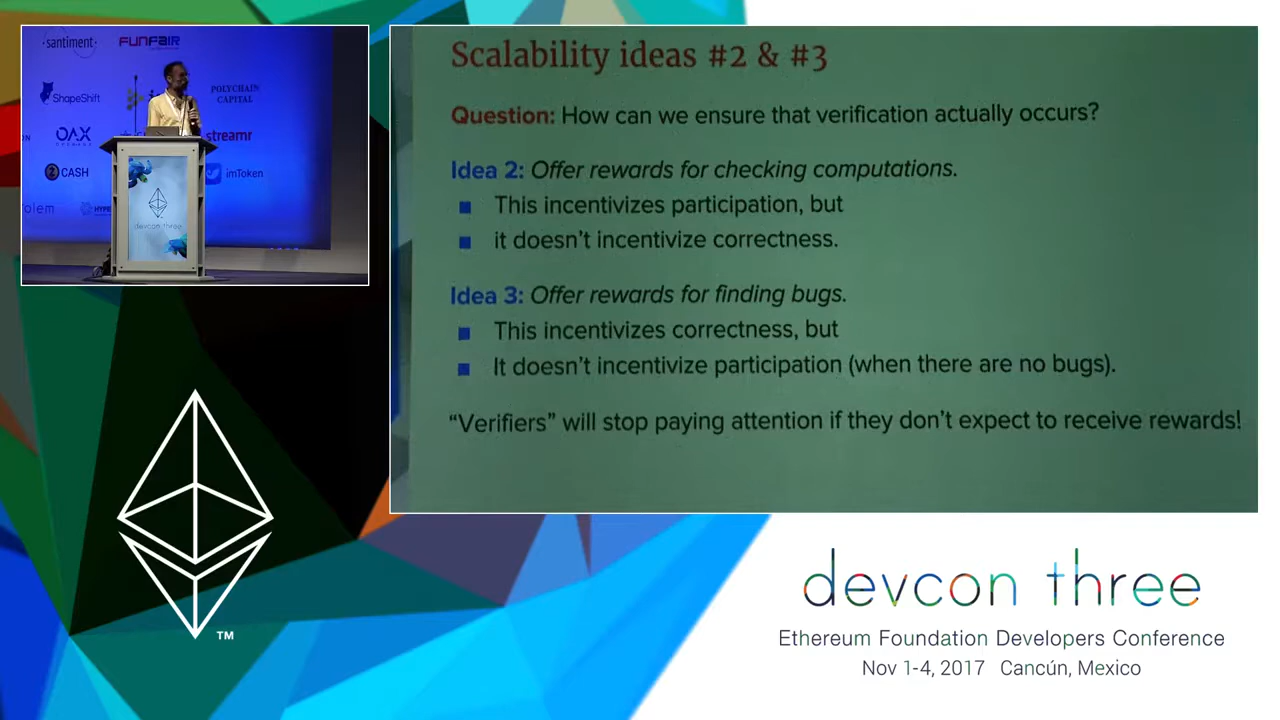 santiment
FUNFAIR
ShapeShift
POLYCHAIN
CAPITAL
OAX
streamr
CASH
imToken
devcon three
Scalability ideas #2 & #3
Question: How can we ensure that verification actually occurs?
Idea 2: Offer rewards for checking computations.
This incentivizes participation, but
it doesn't incentivize correctness.
Idea 3: Offer rewards for finding bugs.
This incentivizes correctness, but
It doesn't incentivize participation (when there are no bugs).
“Verifiers” will stop paying attention if they don't expect to receive rewards!
TM
devcon three
Ethereum Foundation Developers Conference
Nov 1-4, 2017 Cancún, Mexico